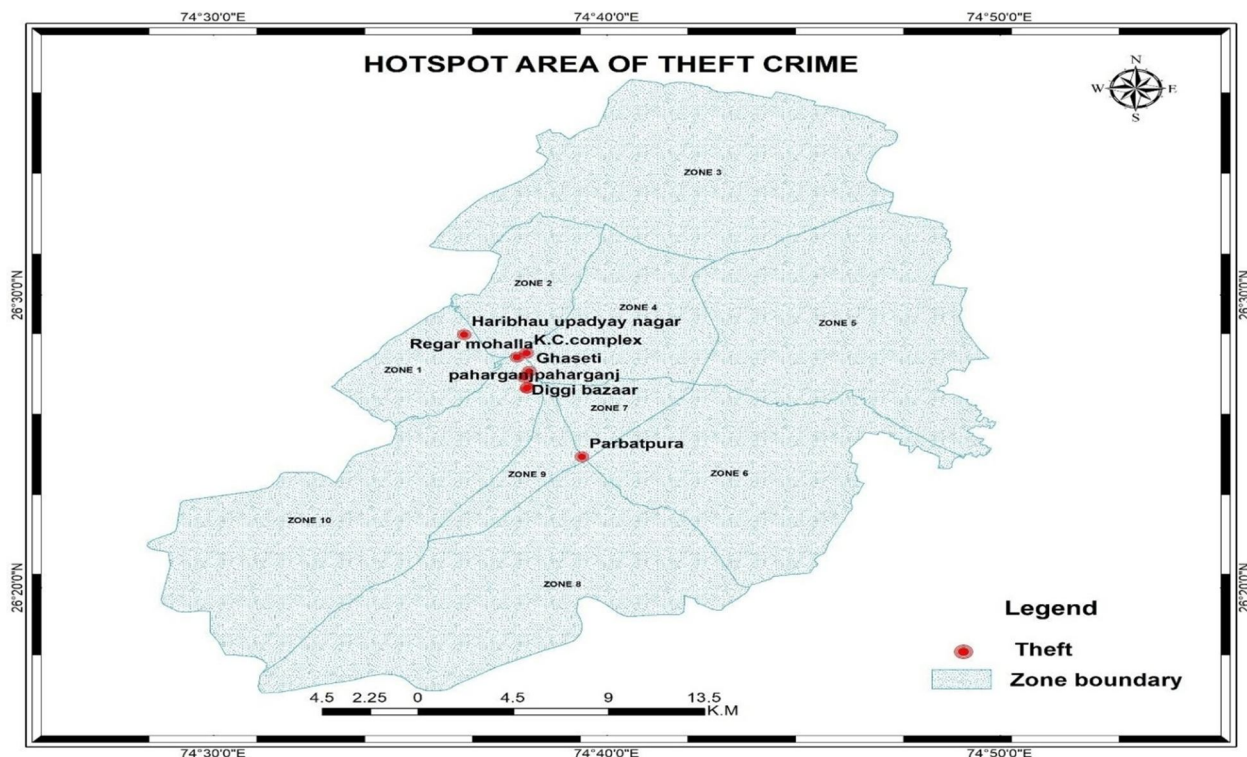 74°30'0"E 74°40'0"E 74°50'0"E
HOTSPOT AREA OF THEFT CRIME
N
W E
S
ZONE 3
ZONE 2
26°30'0"N
26°30'0"N
ZONE 4
Haribhau upadyay nagar
ZONE 5
Regar mohalla
K.C.complex
Ghaseti
ZONE 1
paharganj
paharganj
Diggi bazaar
ZONE 7
Parbatpura
ZONE 9
ZONE 6
ZONE 10
26°20'0"N
ZONE 8
26°20'0"N
Legend
Theft
Zone boundary
4.5 2.25 0 4.5 9 13.5
K.M
74°30'0"E 74°40'0"E 74°50'0"E